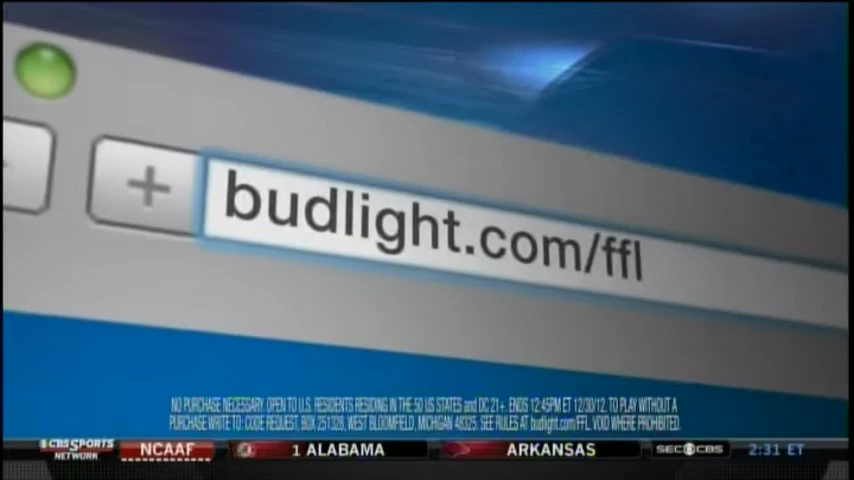 budlight.com/ffl
NO PURCHASE NECESSARY. OPEN TO U.S. RESIDENTS RESIDING IN THE 50 US STATES and DC 21+. ENDS 12:45PM ET 12/30/12. TO PLAY WITHOUT A
PURCHASE WRITE TO: CODE REQUEST, BOX 251328, WEST BLOOMFIELD, MICHIGAN 48325. SEE RULES AT budlight.com/FFL. VOID WHERE PROHIBITED.
CBS SPORTS NETWORK NCAAF 1 ALABAMA ARKANSAS SEC CBS 2:31 ET